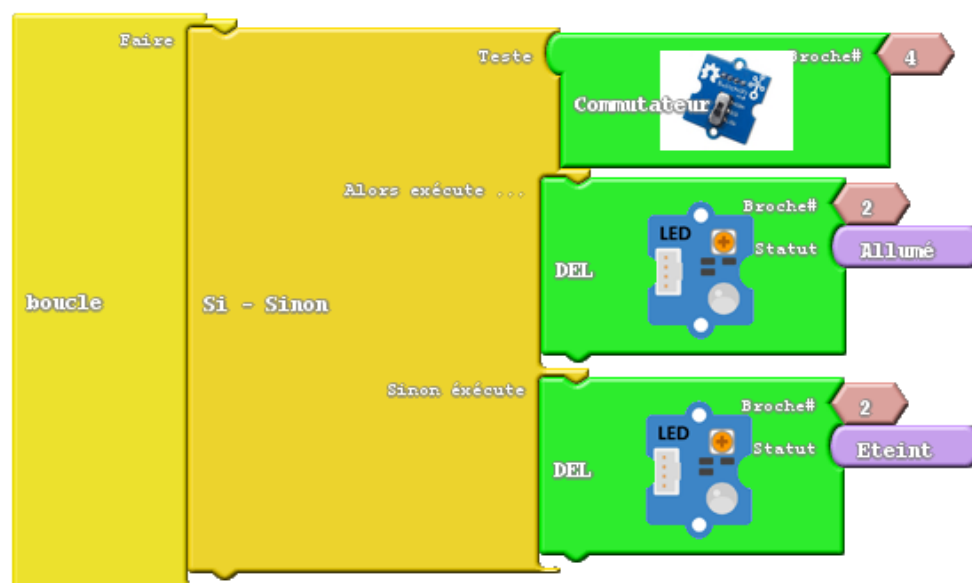 Faire
Teste
Broche#
4
Commutateur
Alors exécute ...
Broche#
2
LED
Statut
Allumé
DEL
boucle
Si - Sinon
Sinon éxécute
Broche#
2
LED
Statut
Eteint
DEL